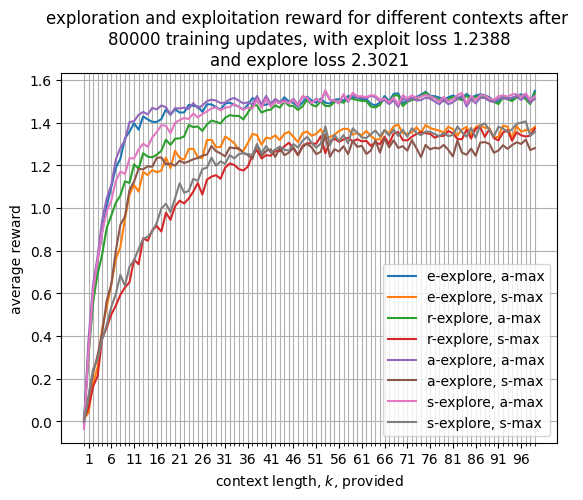 exploration and exploitation reward for different contexts after
80000 training updates, with exploit loss 1.2388
and explore loss 2.3021
1.6
1.4
1.2
1.0
0.8
0.6
0.4
0.2
0.0
average reward
e-explore, a-max
e-explore, s-max
r-explore, a-max
r-explore, s-max
a-explore, a-max
a-explore, s-max
s-explore, a-max
s-explore, s-max
1 6 11 16 21 26 31 36 41 46 51 56 61 66 71 76 81 86 91 96
context length, k, provided